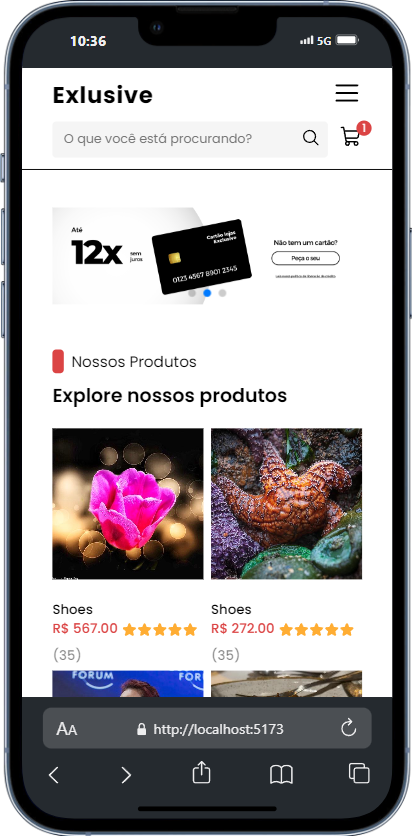 10:36
5G
Exlusive
O que você está procurando?
1
Até
12x sem juros
Cartão lojas
Exclusive
0123 4567 8901 2345
Não tem um cartão?
Peça o seu
Nossos Produtos
Explore nossos produtos
Shoes
R$ 567.00
(35)
Shoes
R$ 272.00
(35)
FORUM
FORUM
AA
http://localhost:5173